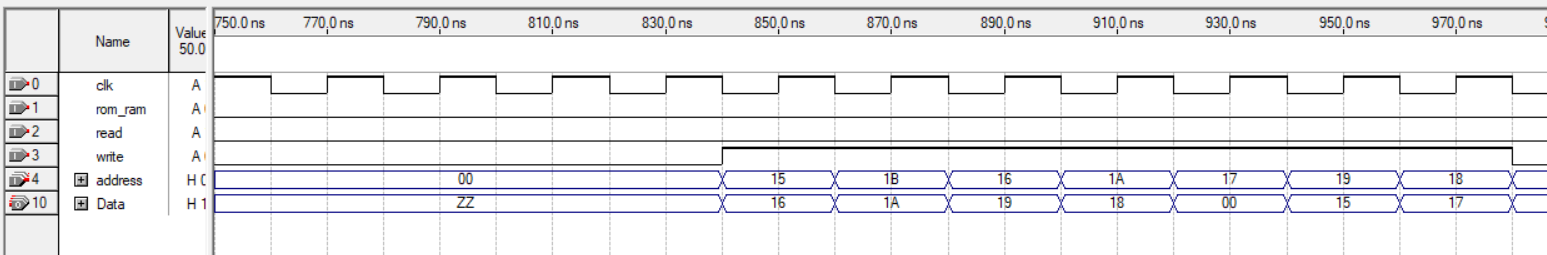 Name Value 50.0 750.0 ns 770.0 ns 790.0 ns 810.0 ns 830.0 ns 850.0 ns 870.0 ns 890.0 ns 910.0 ns 930.0 ns 950.0 ns 970.0 ns
0 clk A
1 rom_ram A
2 read A
3 write A
4 address H 0 00 15 1B 16 1A 17 19 18
10 Data H 1 ZZ 16 1A 19 18 00 15 17